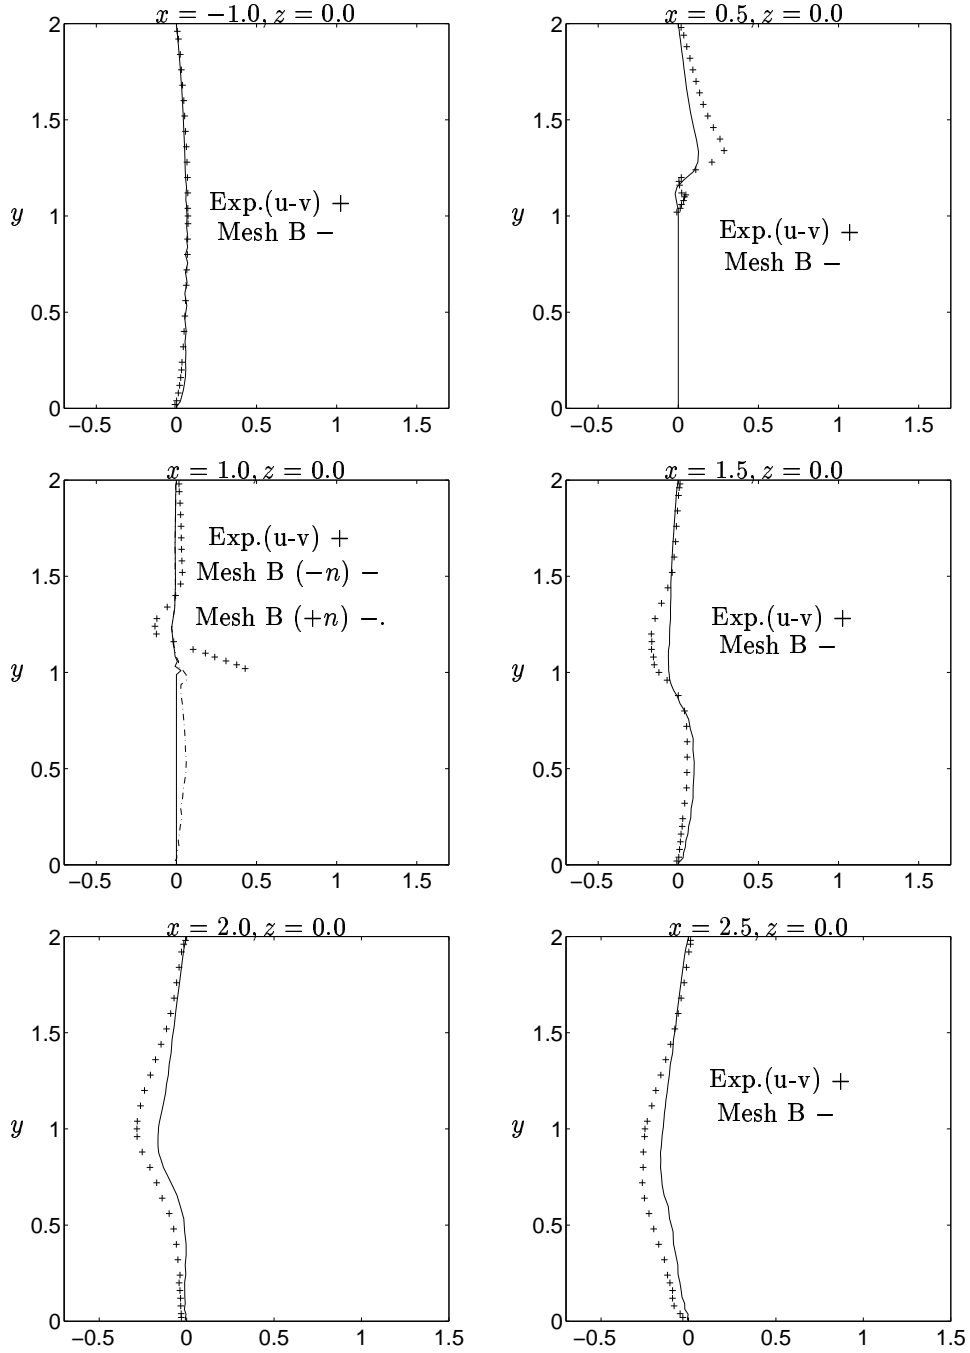 x = −1.0, z = 0.0
2
1.5
y
1
0.5
0
−0.5 0 0.5 1 1.5
Exp.(u-v) +
Mesh B −
x = 0.5, z = 0.0
2
1.5
y
1
0.5
0
−0.5 0 0.5 1 1.5
Exp.(u-v) +
Mesh B −
x = 1.0, z = 0.0
2
1.5
y
1
0.5
0
−0.5 0 0.5 1 1.5
Exp.(u-v) +
Mesh B (−n) −
Mesh B (+n) −.
x = 1.5, z = 0.0
2
1.5
y
1
0.5
0
−0.5 0 0.5 1 1.5
Exp.(u-v) +
Mesh B −
x = 2.0, z = 0.0
2
1.5
y
1
0.5
0
−0.5 0 0.5 1 1.5
x = 2.5, z = 0.0
2
1.5
y
1
0.5
0
−0.5 0 0.5 1 1.5
Exp.(u-v) +
Mesh B −